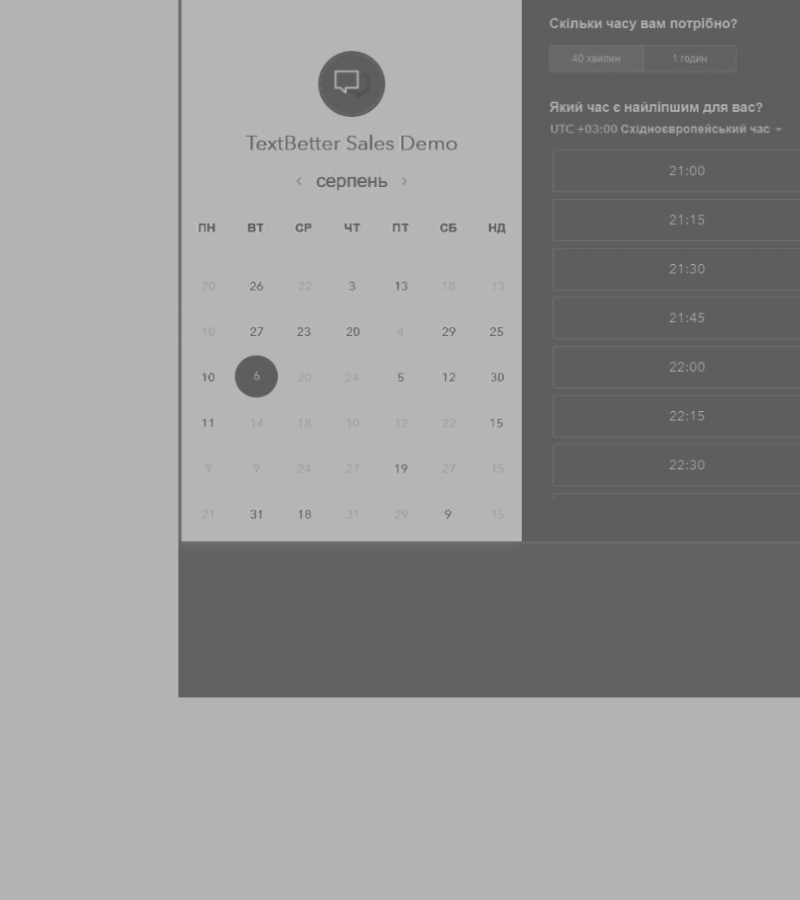 TextBetter Sales Demo
серпень
ПН ВТ СР ЧТ ПТ СБ НД
20 26 22 3 13 18 13
10 27 23 20 4 29 25
10 6 20 24 5 12 30
11 14 18 10 12 22 15
9 9 24 27 19 27 15
21 31 18 31 29 9 15
Скільки часу вам потрібно?
40 хвилин 1 годин
Який час є найліпшим для вас?
UTC +03:00 Східноєвропейський час
21:00
21:15
21:30
21:45
22:00
22:15
22:30